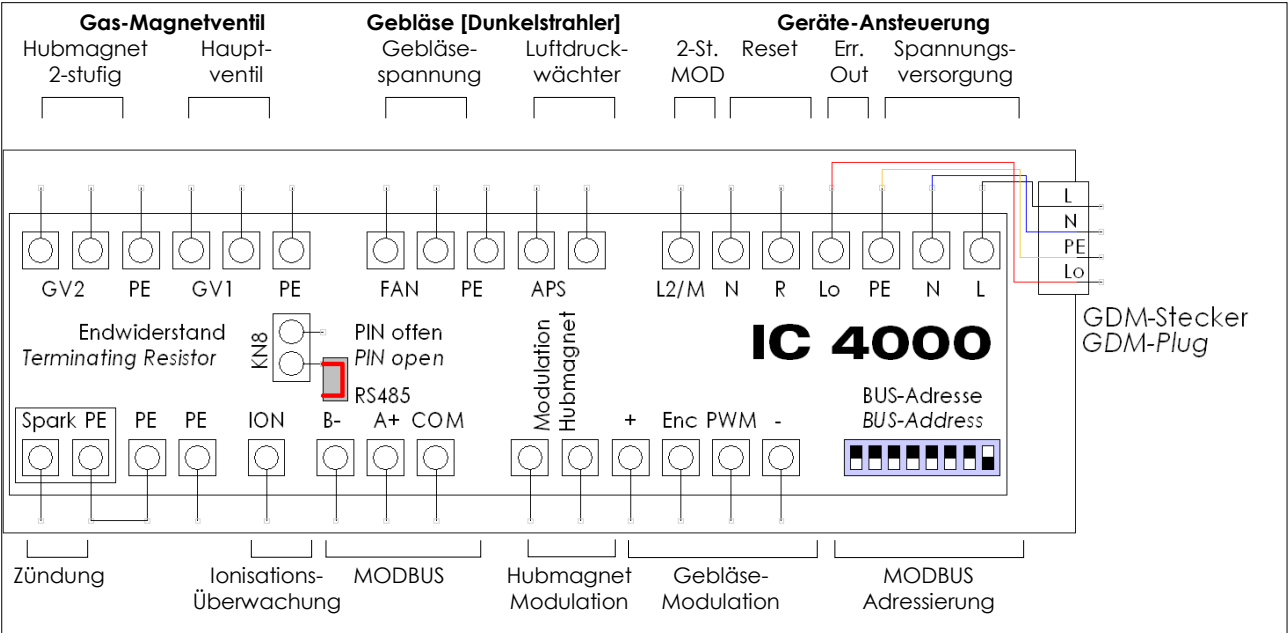 Gas-Magnetventil Gebläse [Dunkelstrahler] Geräte-Ansteuerung
Hubmagnet Haupt- Gebläse- Luftdruck- 2-St. Reset Err. Spannungs-
2-stufig ventil spannung wächter MOD Out versorgung
L
N
PE
Lo
GV2 PE GV1 PE FAN PE APS L2/M N R Lo PE N L
GDM-Stecker
GDM-Plug
Endwiderstand
Terminating Resistor
KN8
PIN offen
PIN open
RS485
Modulation
Hubmagnet
IC 4000
BUS-Adresse
BUS-Address
Spark PE PE PE ION B- A+ COM + Enc PWM -
Zündung Ionisations- MODBUS Hubmagnet Gebläse- MODBUS
Überwachung Modulation Modulation Adressierung